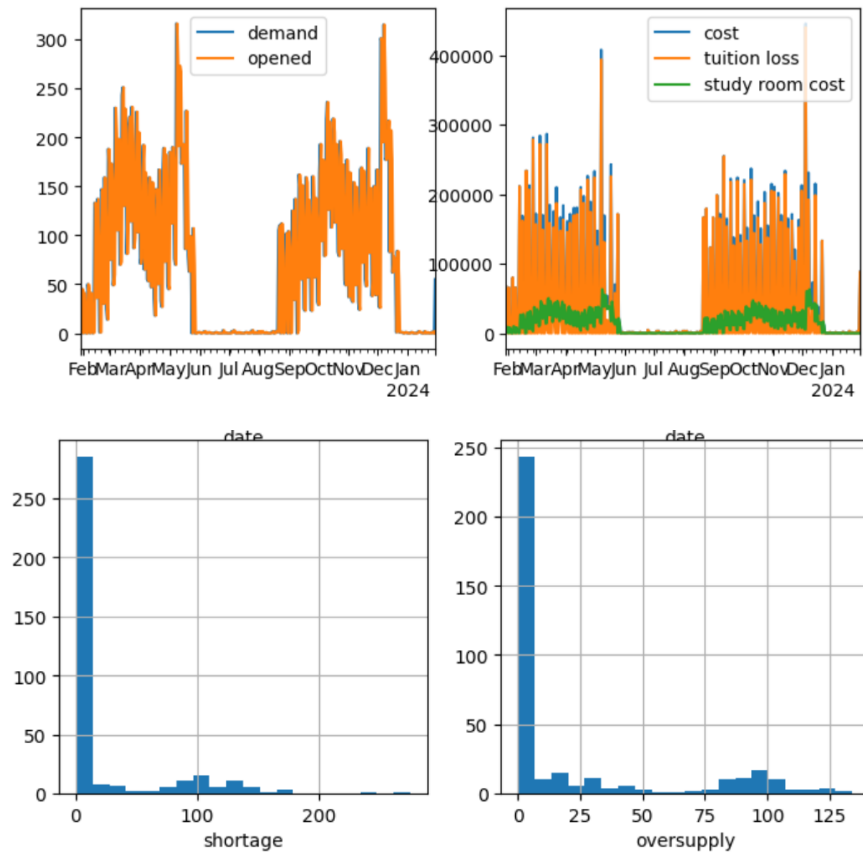 demand
opened
300
250
200
150
100
50
0
Feb Mar Apr May Jun Jul Aug Sep Oct Nov Dec Jan
2024
date
cost
tuition loss
study room cost
400000
300000
200000
100000
0
Feb Mar Apr May Jun Jul Aug Sep Oct Nov Dec Jan
2024
date
250
200
150
100
50
0
0 100 200
shortage
250
200
150
100
50
0
0 25 50 75 100 125
oversupply